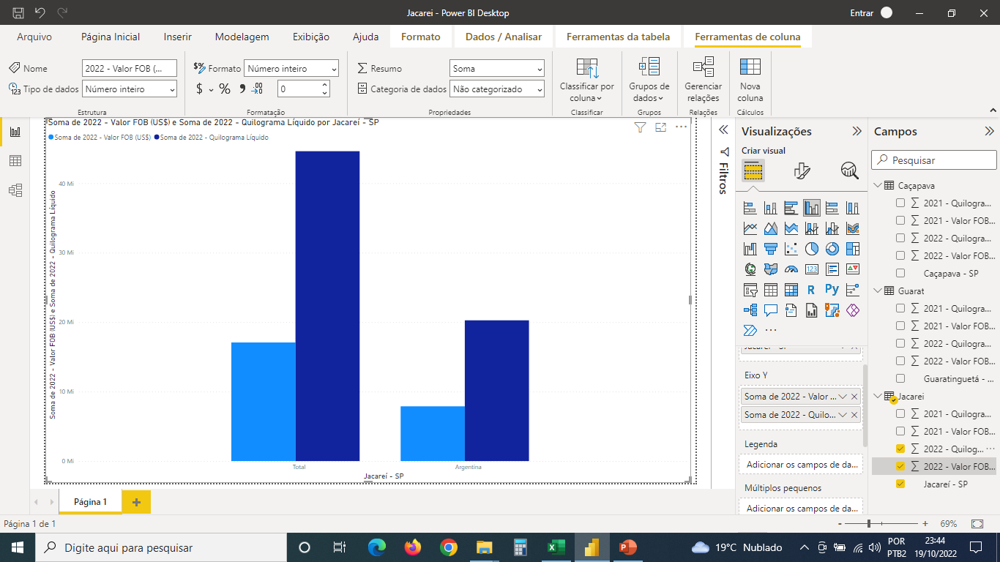 Jacarei - Power BI Desktop
Entrar
Arquivo
Página Inicial
Inserir
Modelagem
Exibição
Ajuda
Formato
Dados / Analisar
Ferramentas da tabela
Ferramentas de coluna
Nome
2022 - Valor FOB (...
Tipo de dados
Número inteiro
Estrutura
Formato
Número inteiro
$
%
0
Formatação
Resumo
Soma
Categoria de dados
Não categorizado
Propriedades
Classificar por
coluna
Classificar
Grupos de
dados
Grupos
Gerenciar
relações
Relações
Nova
coluna
Cálculos
Soma de 2022 - Valor FOB (US$) e Soma de 2022 - Quilograma Líquido por Jacareí - SP
Soma de 2022 - Valor FOB (US$)
Soma de 2022 - Quilograma Líquido
Soma de 2022 - Valor FOB (US$) e Soma de 2022 - Quilograma Líquido
40 Mi
30 Mi
20 Mi
10 Mi
0 Mi
Total
Argentina
Jacareí - SP
Filtros
Visualizações
Criar visual
123
R
Py
Jacareí - SP
Eixo Y
Soma de 2022 - Valor ...
Soma de 2022 - Quilo...
Legenda
Adicionar os campos de da...
Múltiplos pequenos
Adicionar os campos de da...
Campos
Pesquisar
Caçapava
2021 - Quilogra...
2021 - Valor FOB...
2022 - Quilogra...
2022 - Valor FOB...
Caçapava - SP
Guarat
2021 - Quilogra...
2021 - Valor FOB...
2022 - Quilogra...
2022 - Valor FOB...
Guaratinguetá - ...
Jacarei
2021 - Quilogra...
2021 - Valor FOB...
2022 - Quilog...
2022 - Valor FOB...
Jacareí - SP
Página 1
Página 1 de 1
69%
Digite aqui para pesquisar
19°C Nublado
POR
PTB2
23:44
19/10/2022